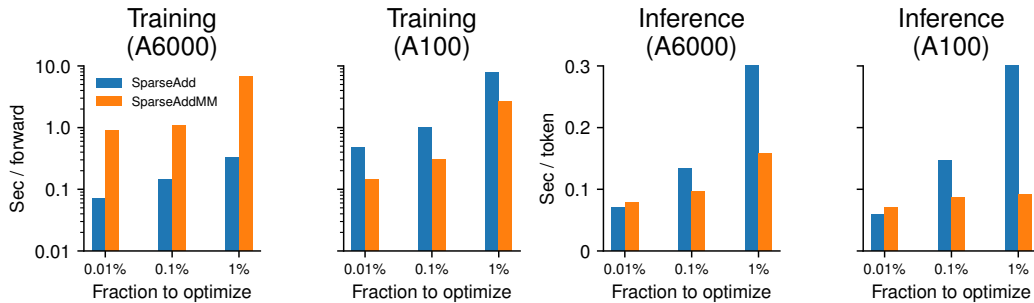 Training
(A6000)
Training
(A100)
Inference
(A6000)
Inference
(A100)
Sec / forward
10.0
1.0
0.1
0.01
SparseAdd
SparseAddMM
0.01%
0.1%
1%
Fraction to optimize
0.01%
0.1%
1%
Fraction to optimize
Sec / token
0.3
0.2
0.1
0
0.01%
0.1%
1%
Fraction to optimize
0.01%
0.1%
1%
Fraction to optimize